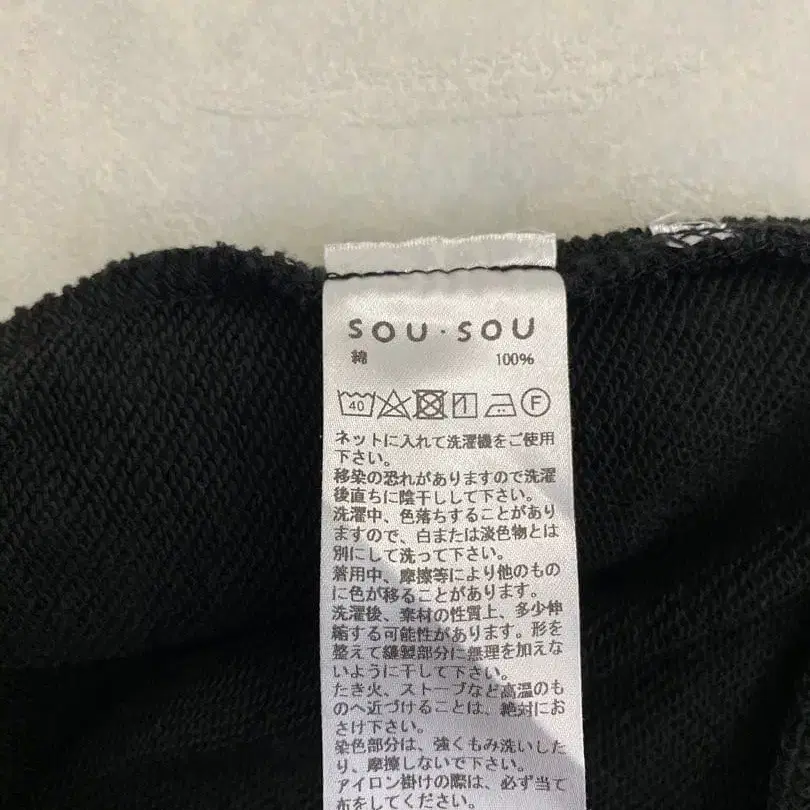 SOU・SOU
綿 100%
40 F
ネットに入れて洗濯機をご使用
下さい。
移染の恐れがありますので洗濯
後直ちに陰干しして下さい。
洗濯中、色落ちすることがあり
ますので、白または淡色物とは
別にして洗って下さい。
着用中、摩擦等により他のもの
に色が移ることがあります。
洗濯後、素材の性質上、多少伸
縮する可能性があります。形を
整えて縫製部分に無理を加えな
いように干して下さい。
たき火、ストーブなど高温のも
のへ近づけることは、絶対にお
さけ下さい。
染色部分は、強くもみ洗いした
り、摩擦しないで下さい。
アイロン掛けの際は、必ず当て
布をしてください。